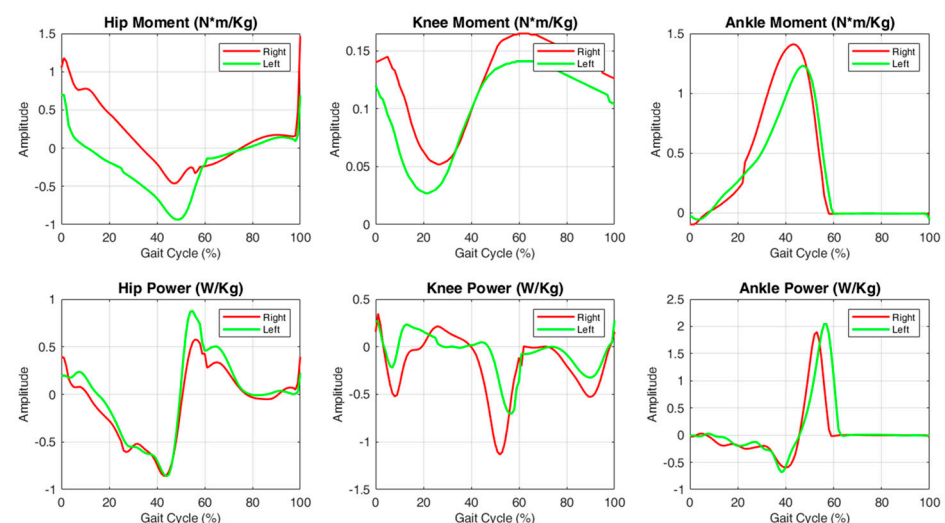 Hip Moment (N*m/Kg)
1.5
1
0.5
0
-0.5
-1
Amplitude
0 20 40 60 80 100
Gait Cycle (%)
Right
Left
Knee Moment (N*m/Kg)
0.15
0.1
0.05
0
Amplitude
0 20 40 60 80 100
Gait Cycle (%)
Right
Left
Ankle Moment (N*m/Kg)
1.5
1
0.5
0
Amplitude
0 20 40 60 80 100
Gait Cycle (%)
Right
Left
Hip Power (W/Kg)
1
0.5
0
-0.5
-1
Amplitude
0 20 40 60 80 100
Gait Cycle (%)
Right
Left
Knee Power (W/Kg)
0.5
0
-0.5
-1
-1.5
Amplitude
0 20 40 60 80 100
Gait Cycle (%)
Right
Left
Ankle Power (W/Kg)
2.5
2
1.5
1
0.5
0
-0.5
-1
Amplitude
0 20 40 60 80 100
Gait Cycle (%)
Right
Left